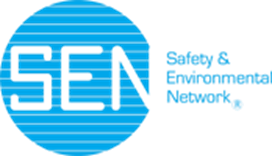 SEN
Safety &
Environmental
Network®